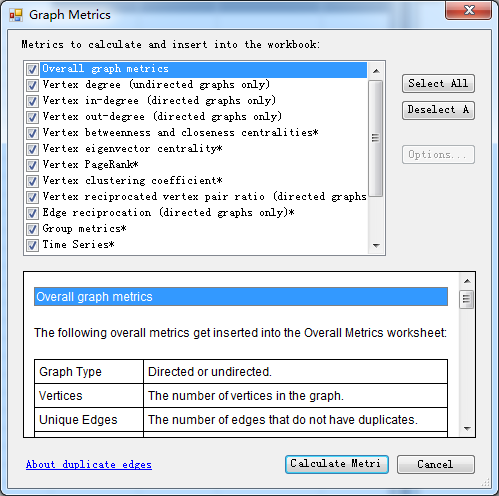 Graph Metrics
Metrics to calculate and insert into the workbook:
Overall graph metrics
Vertex degree (undirected graphs only)
Vertex in-degree (directed graphs only)
Vertex out-degree (directed graphs only)
Vertex betweenness and closeness centralities*
Vertex eigenvector centrality*
Vertex PageRank*
Vertex clustering coefficient*
Vertex reciprocated vertex pair ratio (directed graphs
Edge reciprocation (directed graphs only)*
Group metrics*
Time Series*
Select All
Deselect A
Options...
Overall graph metrics
The following overall metrics get inserted into the Overall Metrics worksheet:
Graph Type Directed or undirected.
Vertices The number of vertices in the graph.
Unique Edges The number of edges that do not have duplicates.
About duplicate edges
Calculate Metri
Cancel